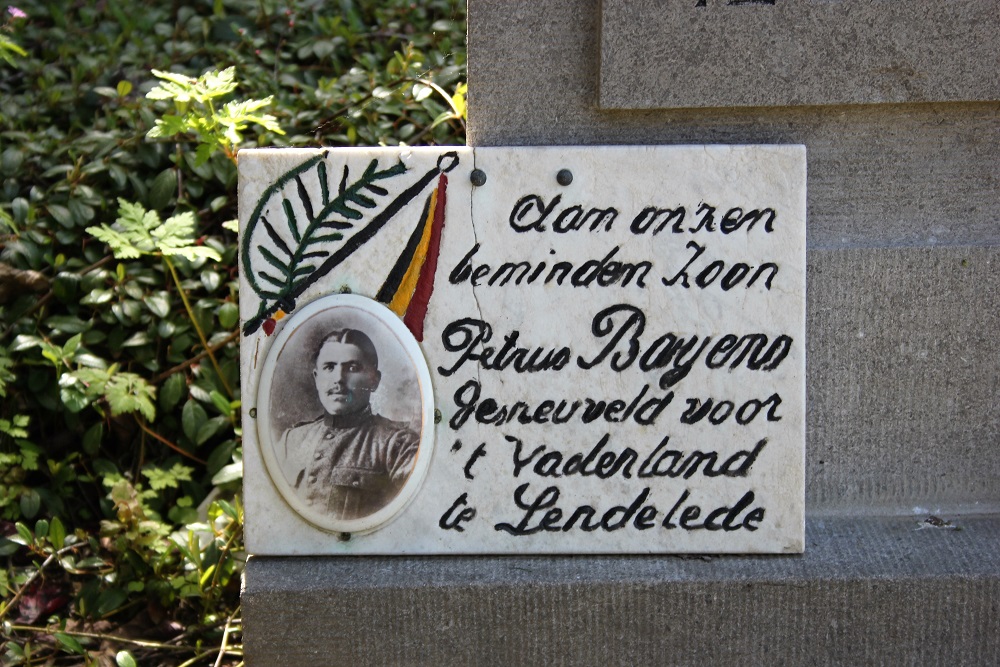 Aan onzen
beminden Zoon
Petrus Bayens
Gesneuveld voor
't Vaderland
te Lendelede